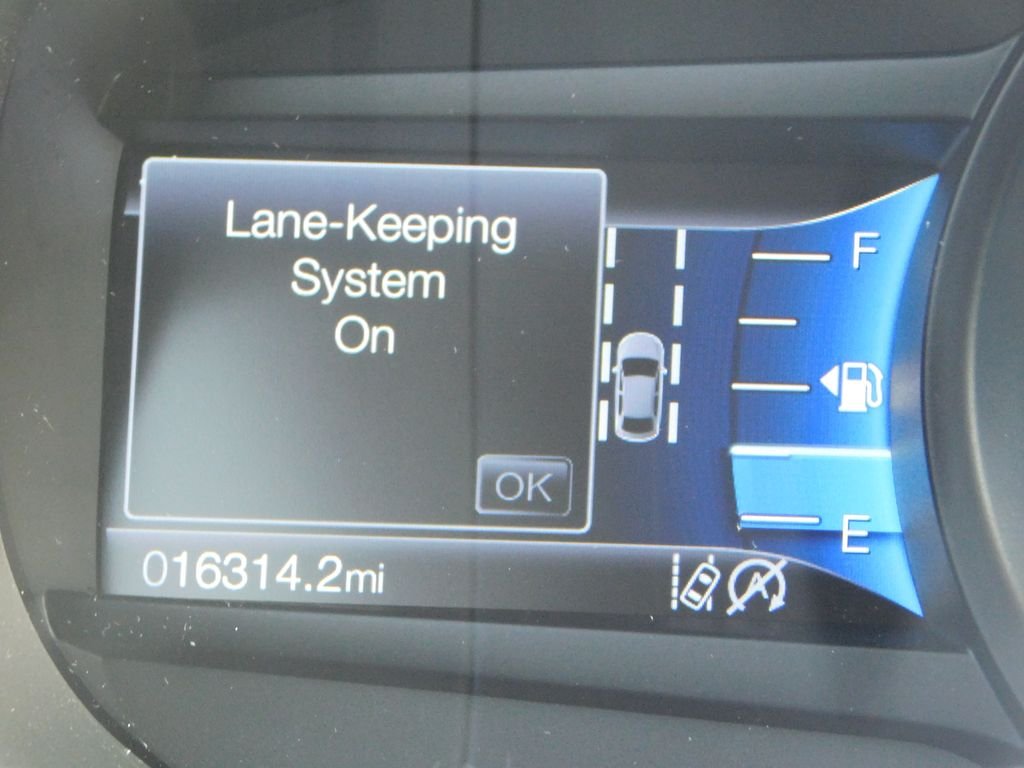 Lane-Keeping
System
On
OK
016314.2mi
F
E
A